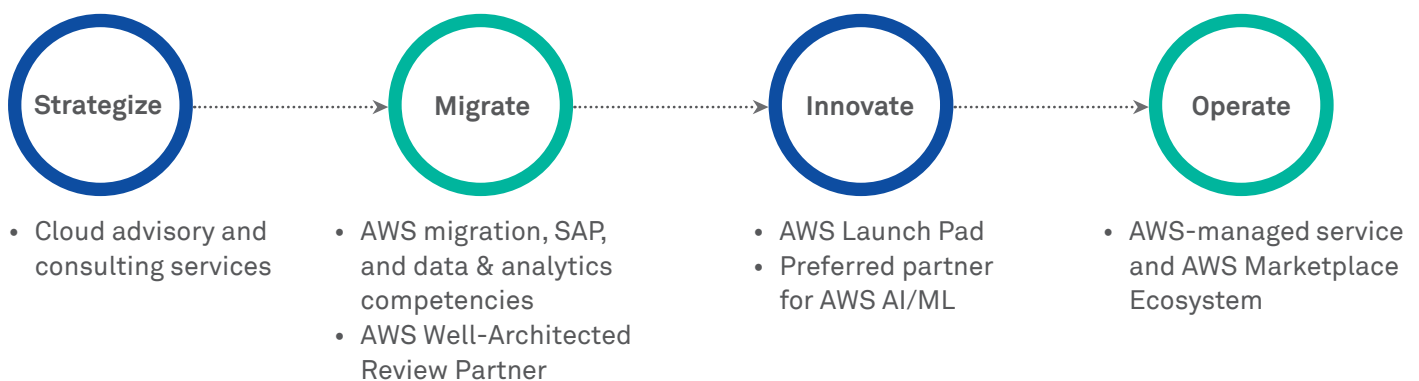 Strategize
Migrate
Innovate
Operate
• Cloud advisory and
consulting services
• AWS migration, SAP,
and data & analytics
competencies
• AWS Well-Architected
Review Partner
• AWS Launch Pad
• Preferred partner
for AWS AI/ML
• AWS-managed service
and AWS Marketplace
Ecosystem